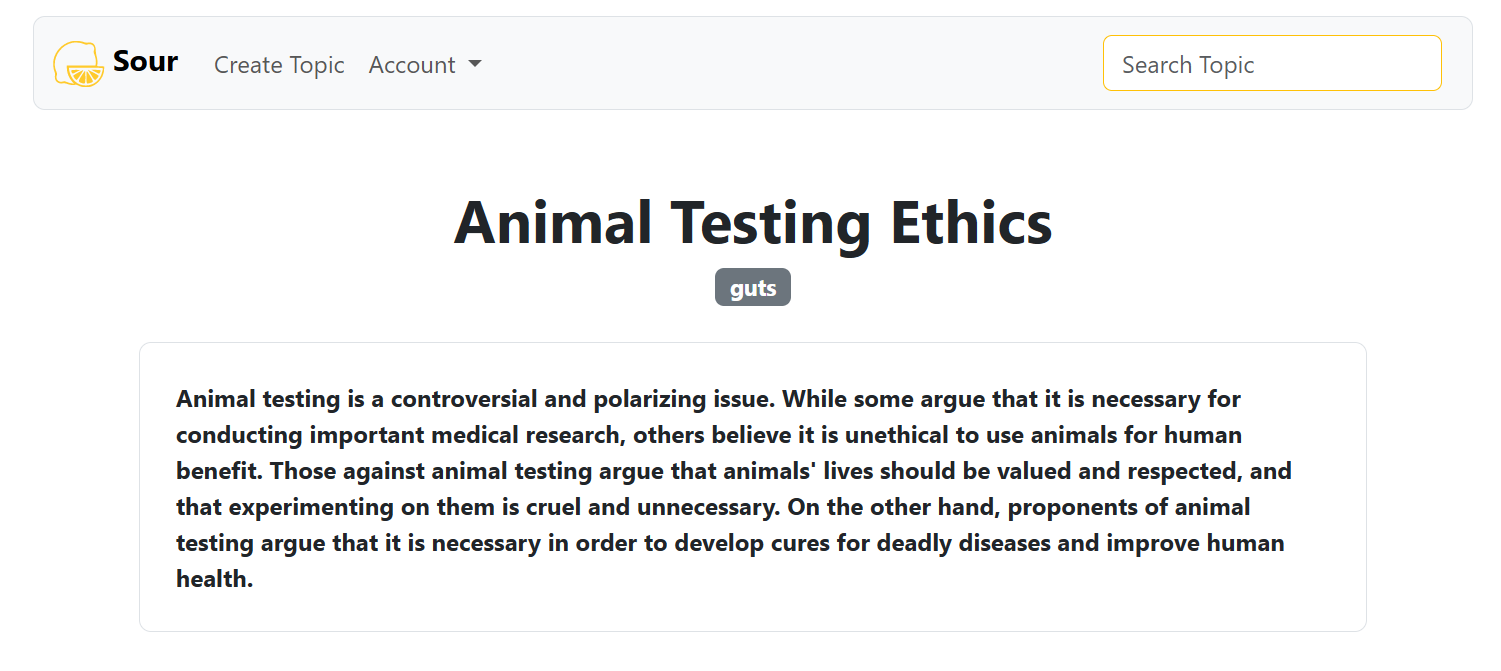 Sour
Create Topic
Account
Search Topic
Animal Testing Ethics
guts
Animal testing is a controversial and polarizing issue. While some argue that it is necessary for
conducting important medical research, others believe it is unethical to use animals for human
benefit. Those against animal testing argue that animals' lives should be valued and respected, and
that experimenting on them is cruel and unnecessary. On the other hand, proponents of animal
testing argue that it is necessary in order to develop cures for deadly diseases and improve human
health.